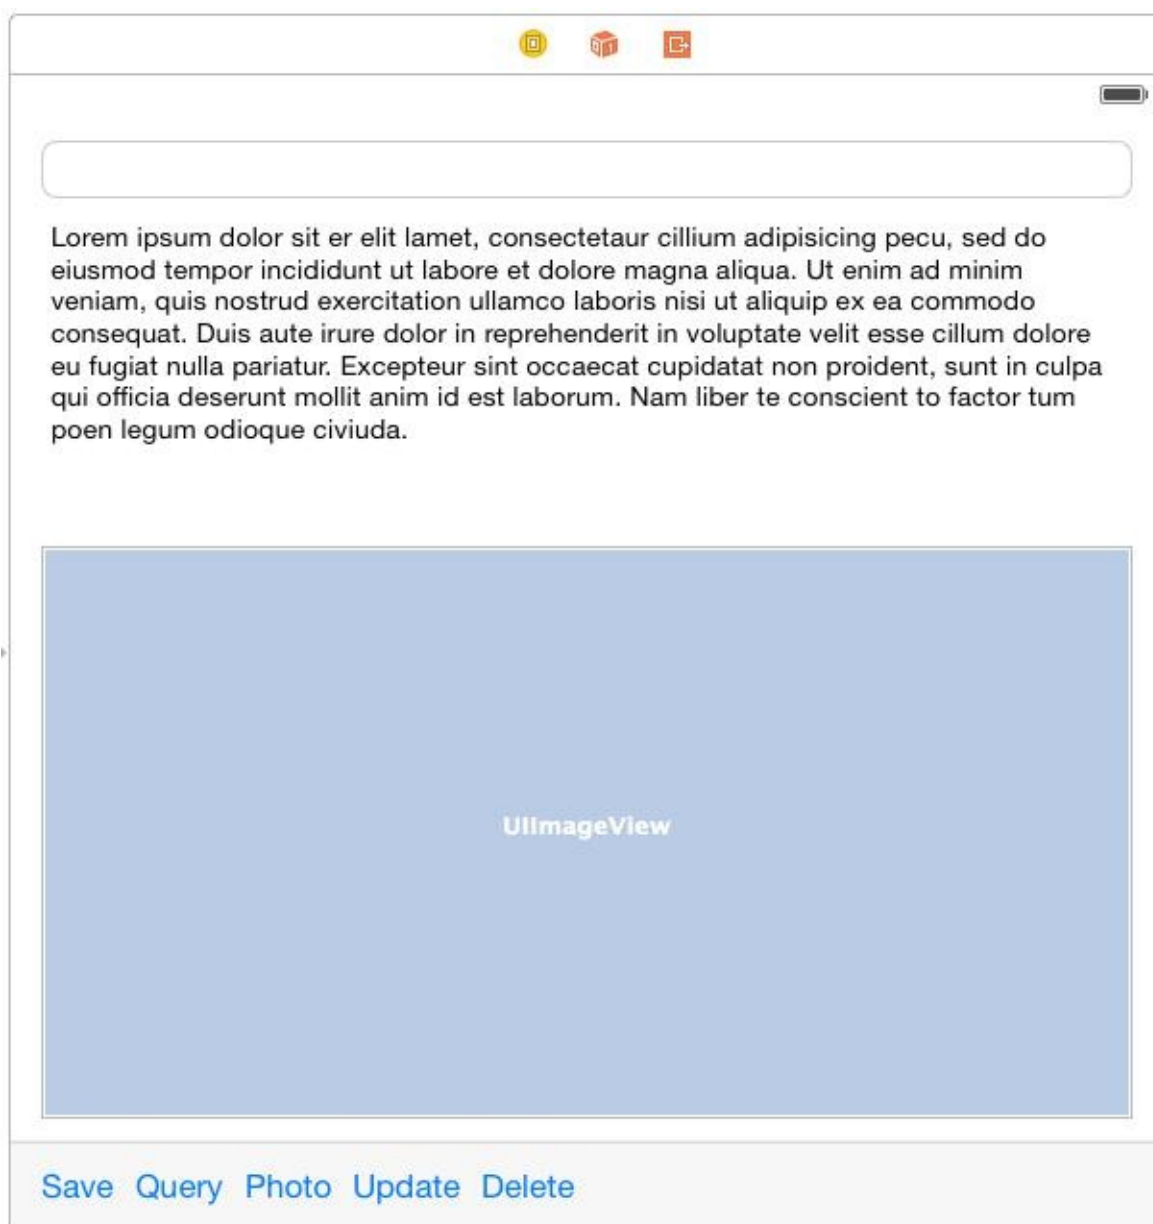 Lorem ipsum dolor sit er elit lamet, consectetaur cillium adipisicing pecu, sed do
eiusmod tempor incididunt ut labore et dolore magna aliqua. Ut enim ad minim
veniam, quis nostrud exercitation ullamco laboris nisi ut aliquip ex ea commodo
consequat. Duis aute irure dolor in reprehenderit in voluptate velit esse cillum dolore
eu fugiat nulla pariatur. Excepteur sint occaecat cupidatat non proident, sunt in culpa
qui officia deserunt mollit anim id est laborum. Nam liber te conscient to factor tum
poen legum odioque civiuda.
UIImageView
Save Query Photo Update Delete